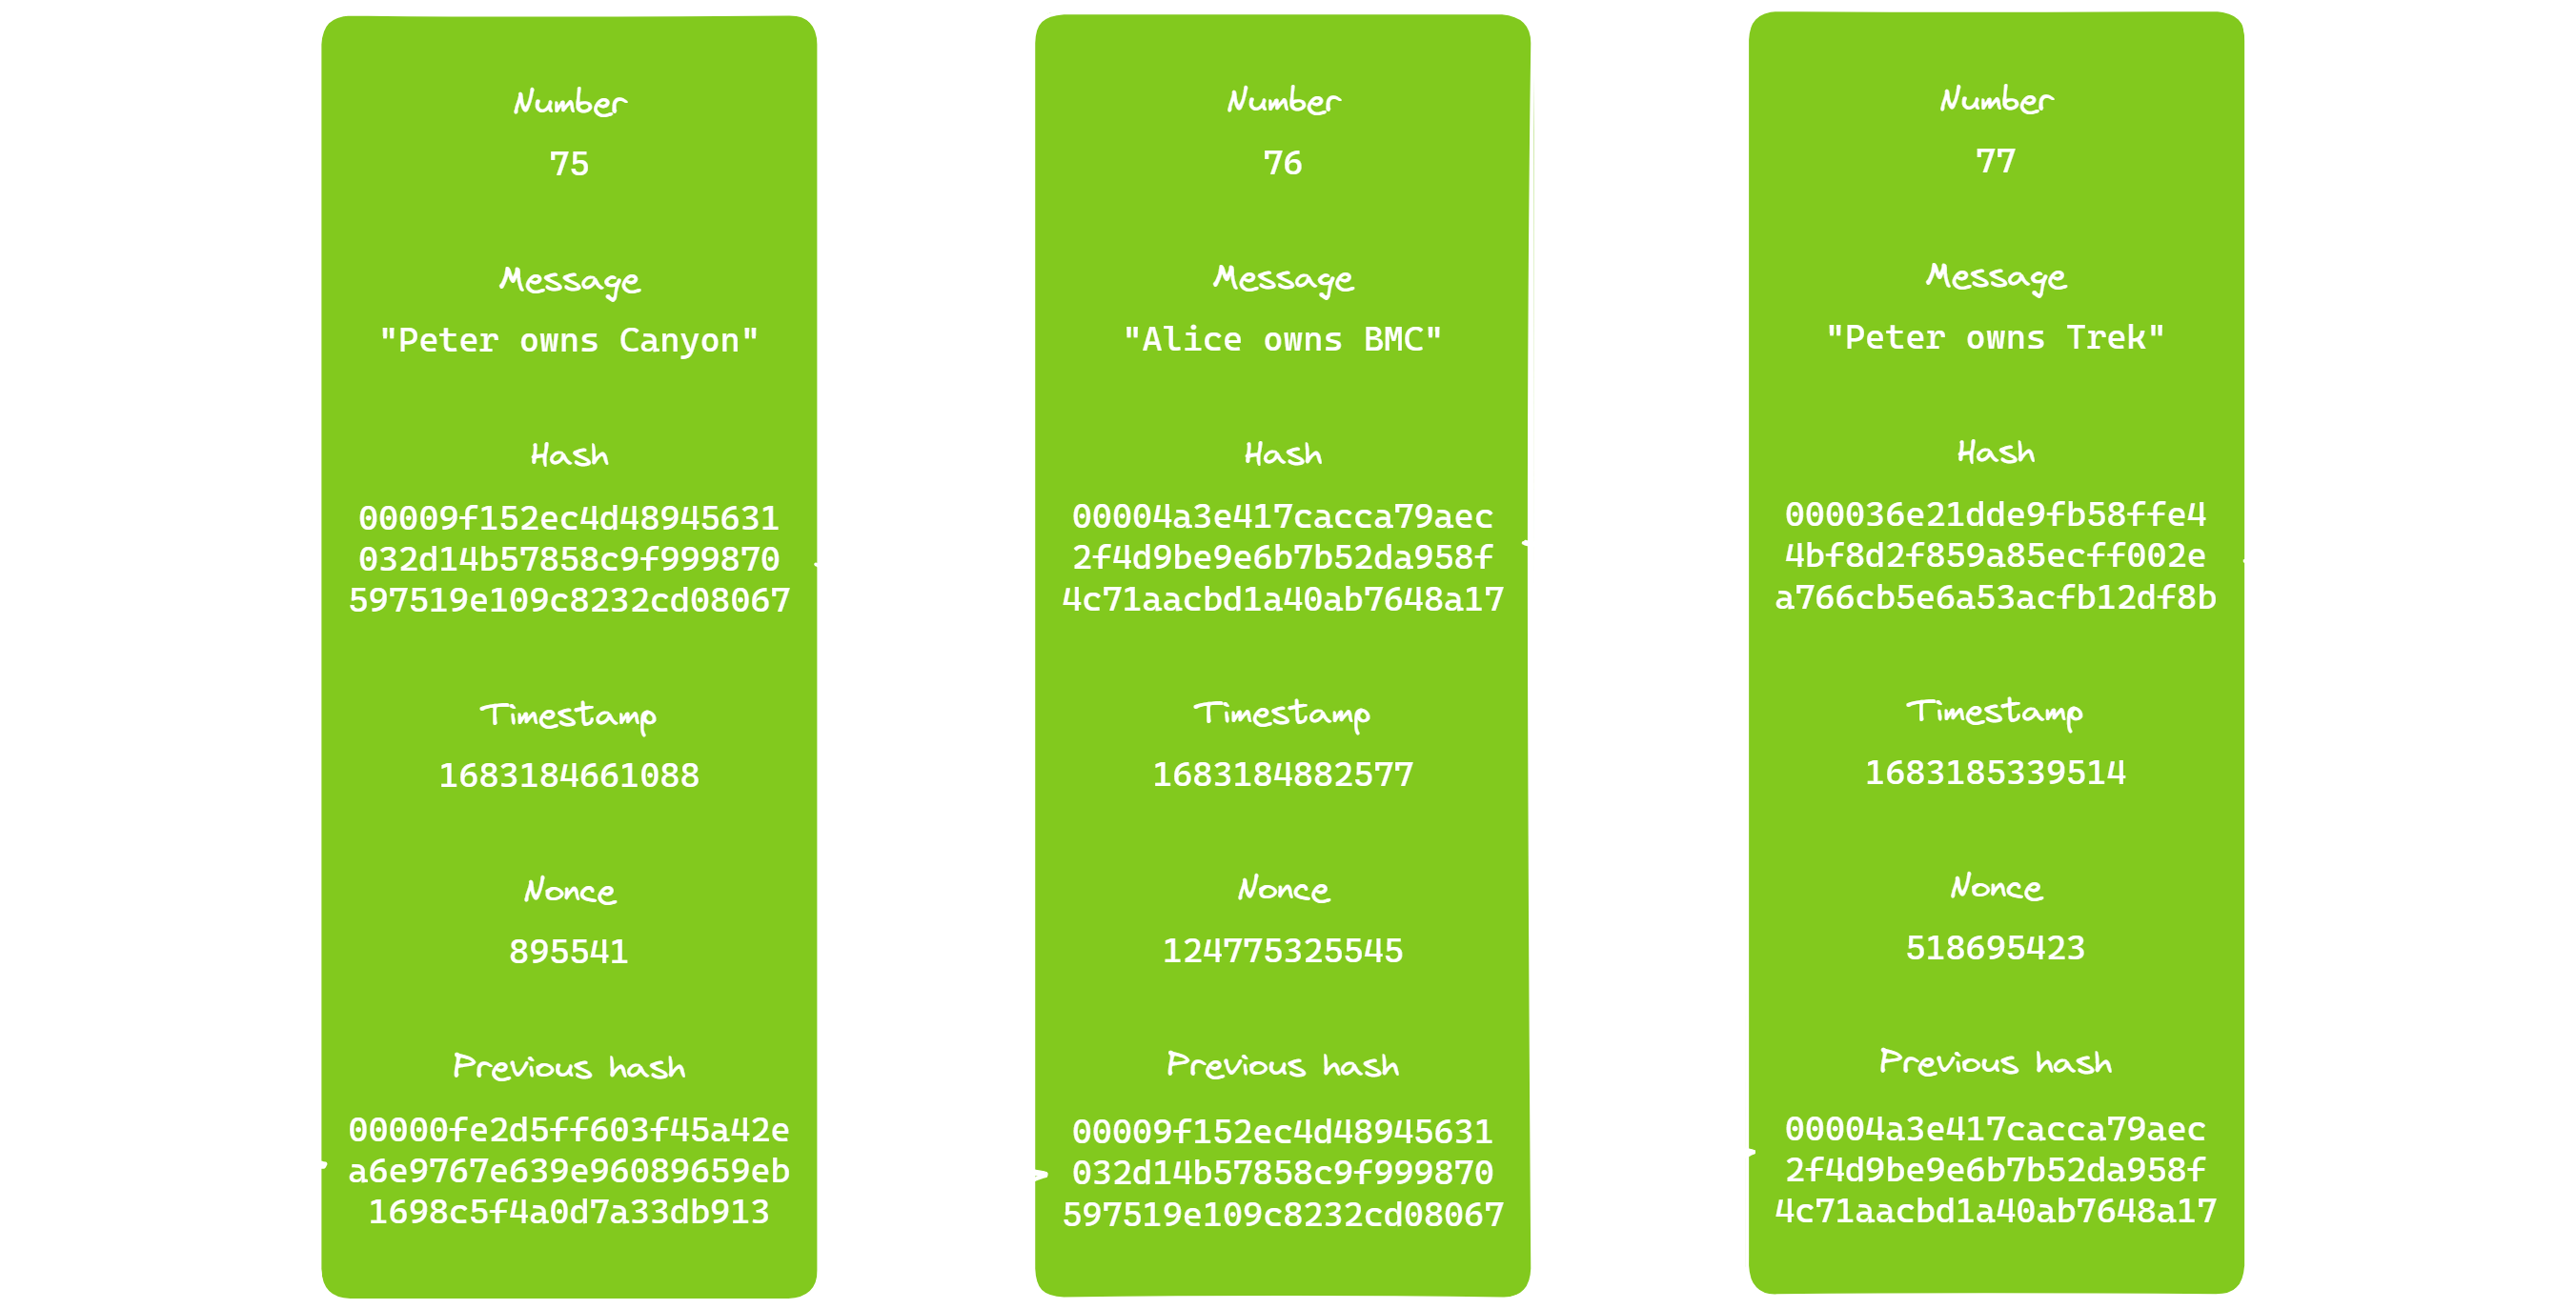 Number
75
Message
"Peter owns Canyon"
Hash
00009f152ec4d48945631
032d14b57858c9f999870
597519e109c8232cd08067
Timestamp
1683184661088
Nonce
895541
Previous hash
00000fe2d5ff603f45a42e
a6e9767e639e96089659eb
1698c5f4a0d7a33db913
Number
76
Message
"Alice owns BMC"
Hash
00004a3e417cacca79aec
2f4d9be9e6b7b52da958f
4c71aacbd1a40ab7648a17
Timestamp
1683184882577
Nonce
124775325545
Previous hash
00009f152ec4d48945631
032d14b57858c9f999870
597519e109c8232cd08067
Number
77
Message
"Peter owns Trek"
Hash
000036e21dde9fb58ffe4
4bf8d2f859a85ecff002e
a766cb5e6a53acfb12df8b
Timestamp
1683185339514
Nonce
518695423
Previous hash
00004a3e417cacca79aec
2f4d9be9e6b7b52da958f
4c71aacbd1a40ab7648a17